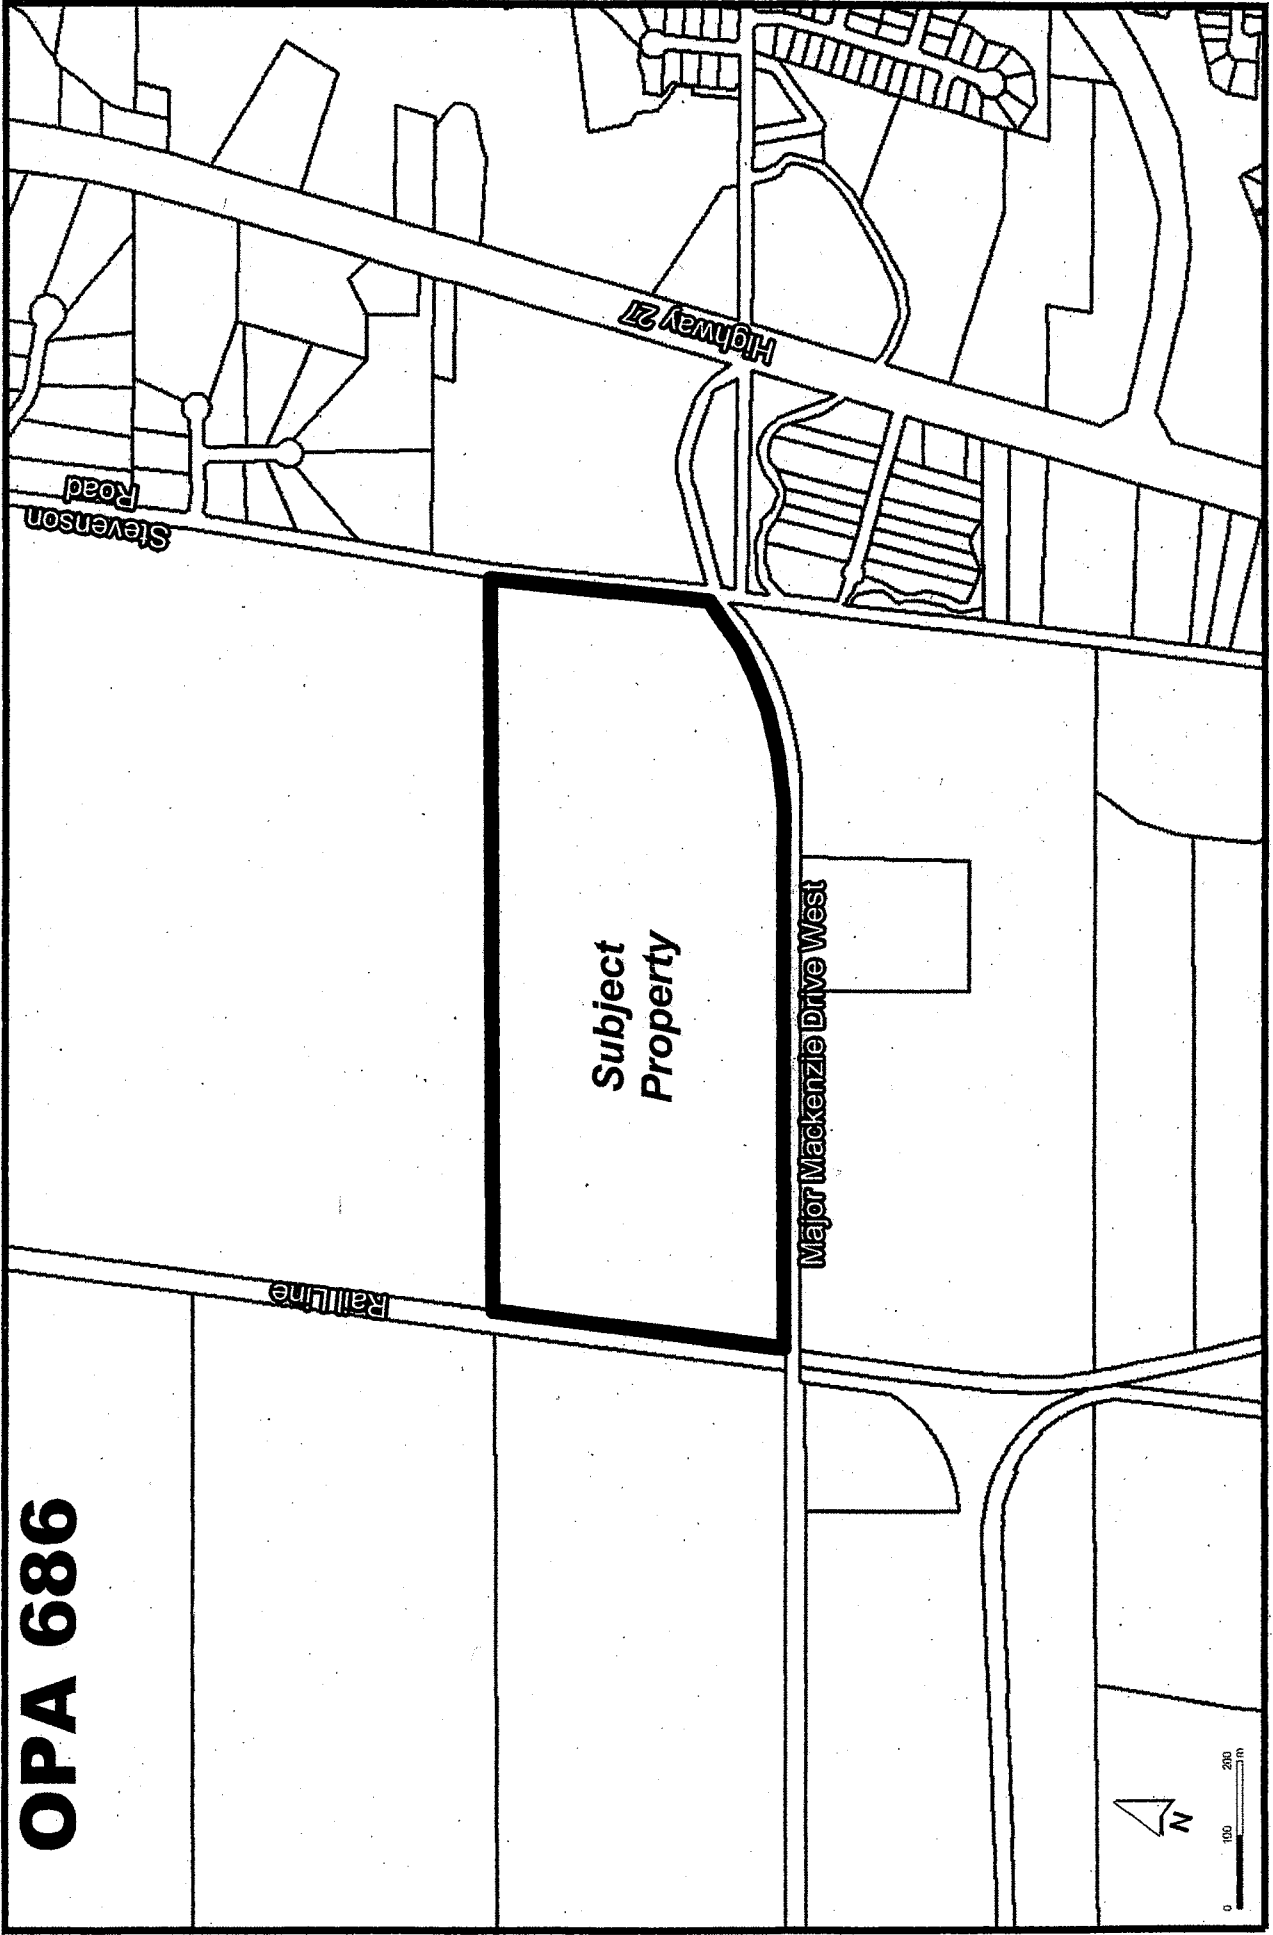 OPA 686
Rail Line
Stevenson
Road
Highway 27
Subject
Property
Major Mackenzie Drive West
N
0 100 200
m